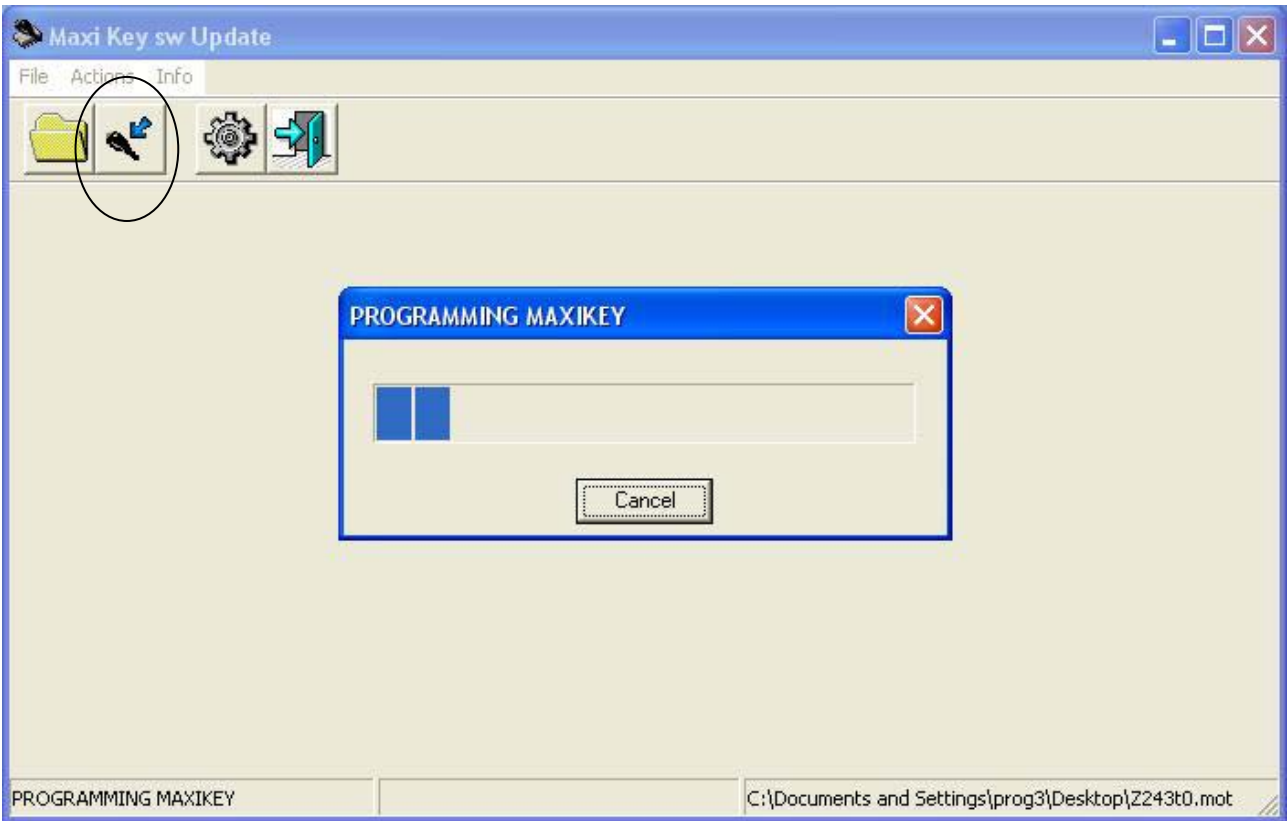 Maxi Key sw Update
File Actions Info
PROGRAMMING MAXIKEY
Cancel
PROGRAMMING MAXIKEY C:\Documents and Settings\prog3\Desktop\Z243t0.mot